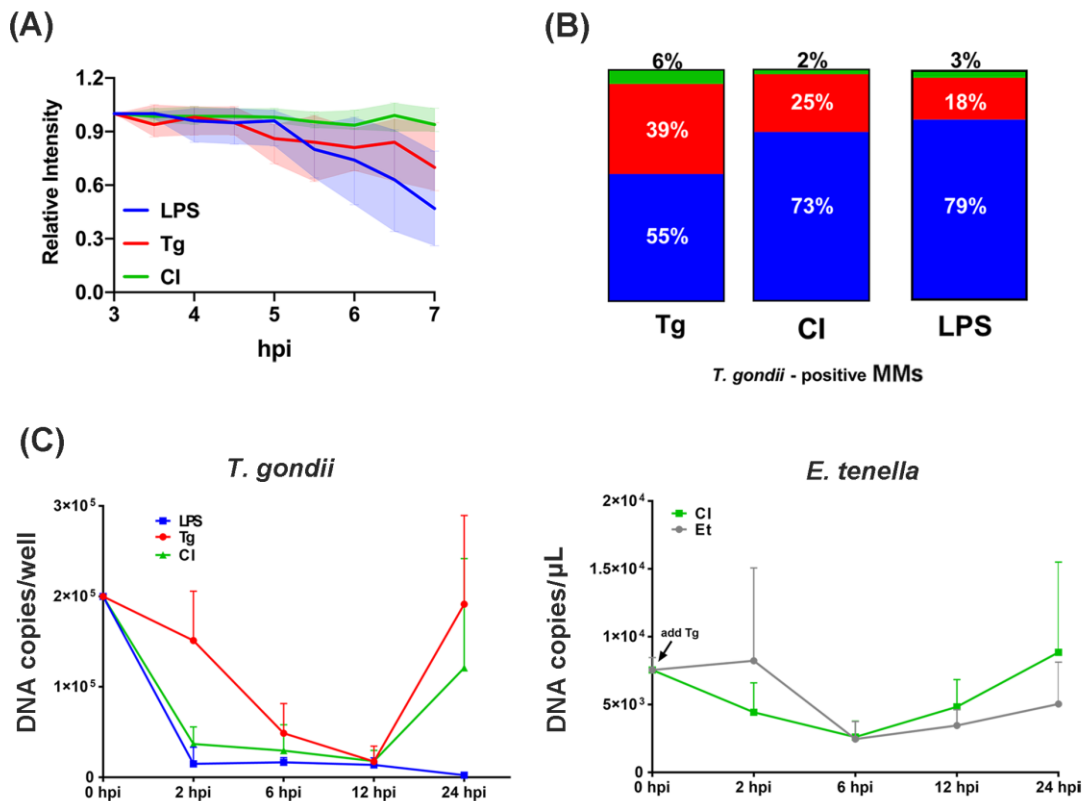 (A)
1.2
0.9
0.6
0.3
0.0
Relative Intensity
LPS
Tg
CI
3 4 5 6 7
hpi
(B)
6% 2% 3%
39% 25% 18%
55% 73% 79%
Tg CI LPS
T. gondii - positive MMs
(C)
T. gondii
3×10⁵
2×10⁵
1×10⁵
0
DNA copies/well
LPS
Tg
CI
0 hpi 2 hpi 6 hpi 12 hpi 24 hpi
E. tenella
2×10⁴
1.5×10⁴
1×10⁴
5×10³
0
DNA copies/µL
CI
Et
add Tg
0 hpi 2 hpi 6 hpi 12 hpi 24 hpi